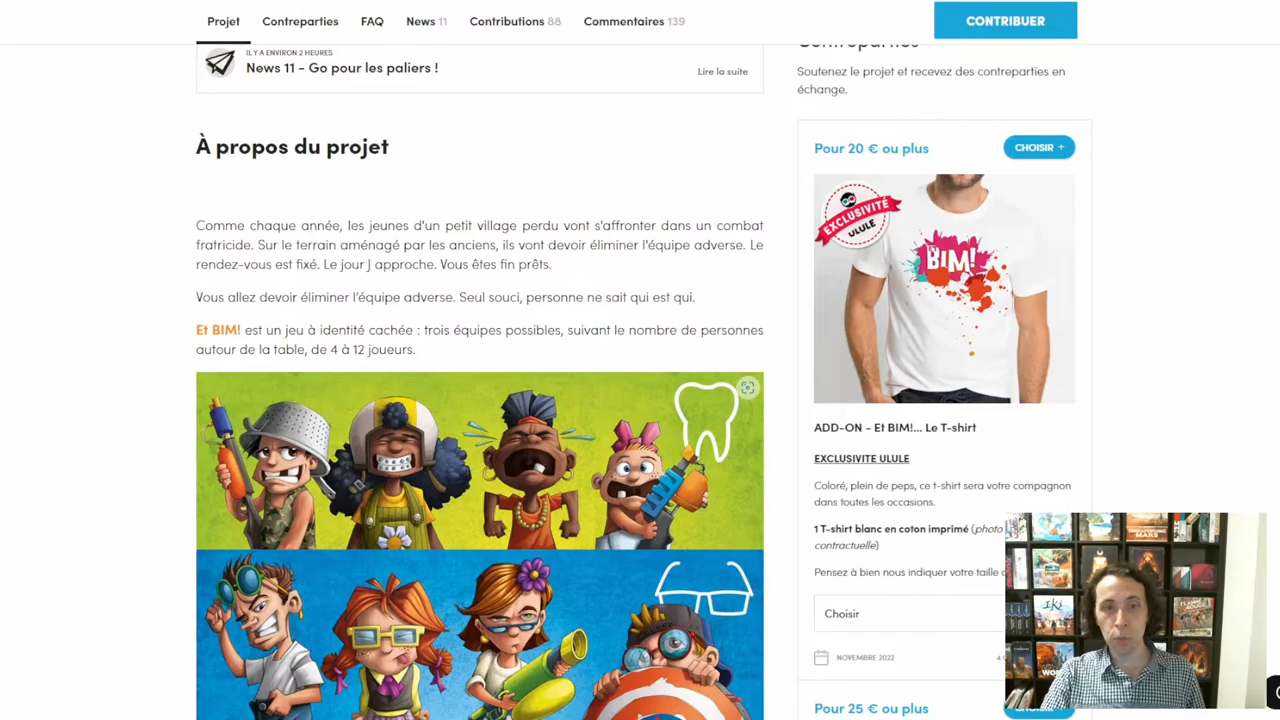 Projet
Contreparties
FAQ
News 11
Contributions 88
Commentaires 139
CONTRIBUER
IL Y A ENVIRON 2 HEURES
News 11 - Go pour les paliers !
Lire la suite
À propos du projet
Comme chaque année, les jeunes d'un petit village perdu vont s'affronter dans un combat
fratricide. Sur le terrain aménagé par les anciens, ils vont devoir éliminer l'équipe adverse. Le
rendez-vous est fixé. Le jour J approche. Vous êtes fin prêts.
Vous allez devoir éliminer l'équipe adverse. Seul souci, personne ne sait qui est qui.
Et BIM! est un jeu à identité cachée : trois équipes possibles, suivant le nombre de personnes
autour de la table, de 4 à 12 joueurs.
Contreparties
Soutenez le projet et recevez des contreparties en
échange.
Pour 20 € ou plus
CHOISIR +
EXCLUSIVITÉ
ULULE
ET
BIM!
ADD-ON - Et BIM!... Le T-shirt
EXCLUSIVITE ULULE
Coloré, plein de peps, ce t-shirt sera votre compagnon
dans toutes les occasions.
1 T-shirt blanc en coton imprimé (photo
contractuelle)
Pensez à bien nous indiquer votre taille
Choisir
NOVEMBRE 2022
Pour 25 € ou plus
MARS
IKI
FLAMME
ROUGE